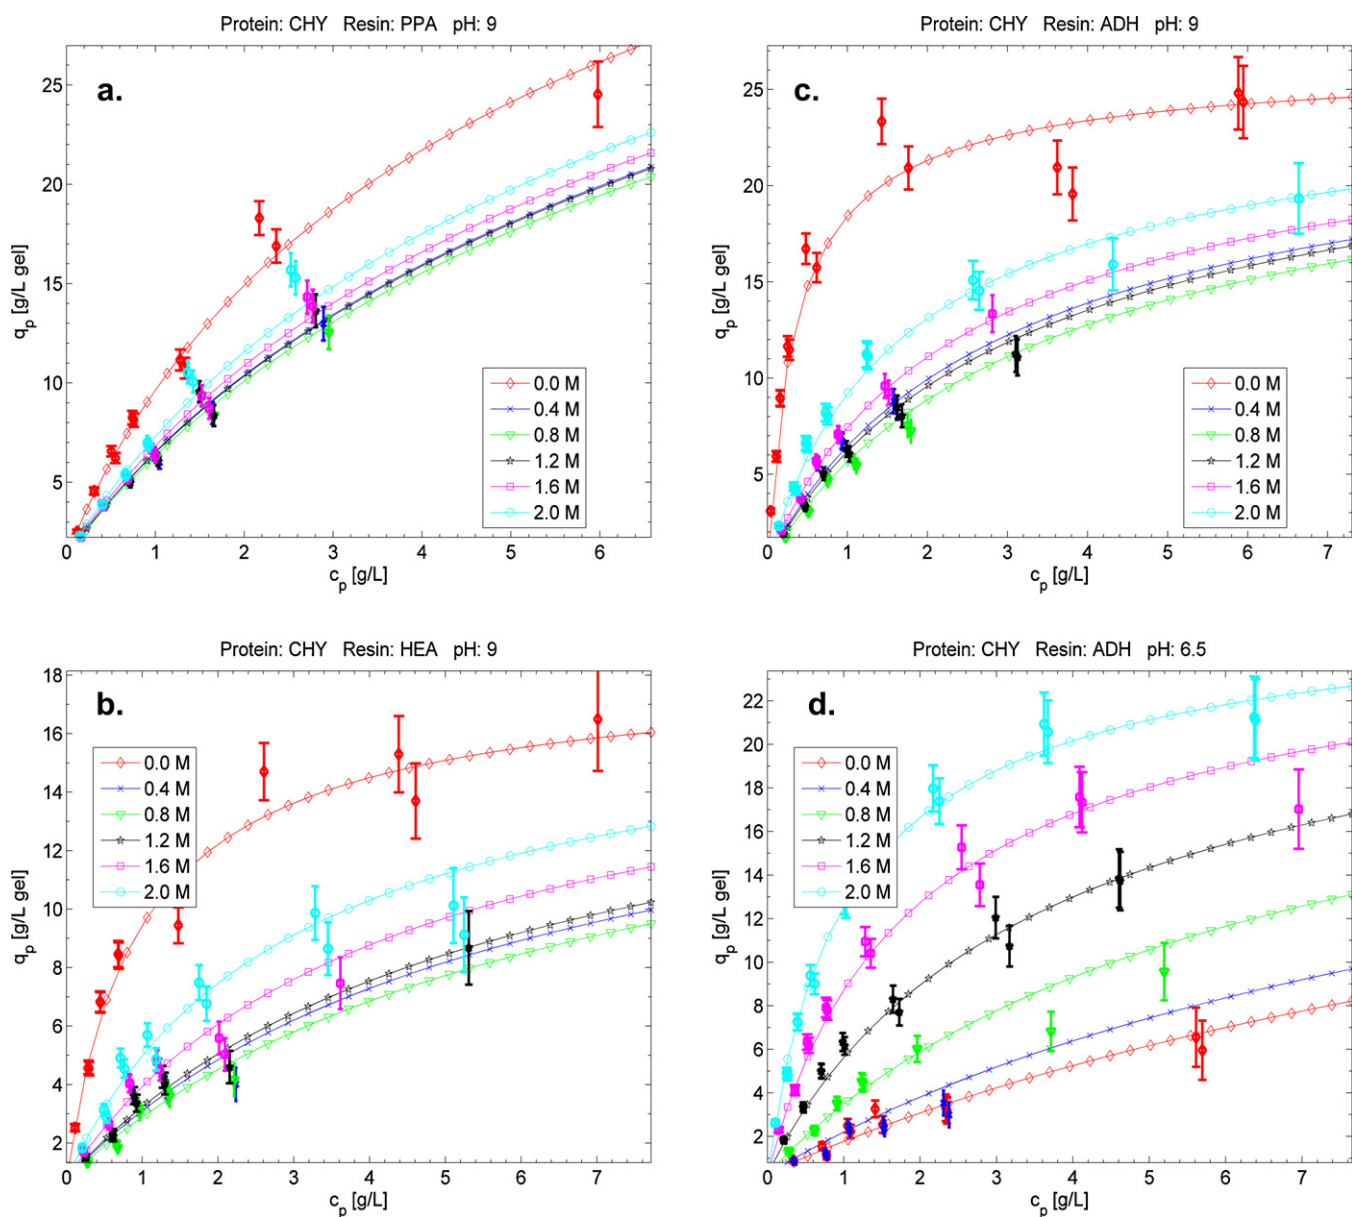 Protein: CHY Resin: PPA pH: 9
a.
25
20
15
10
5
q_p [g/L gel]
0.0 M
0.4 M
0.8 M
1.2 M
1.6 M
2.0 M
0 1 2 3 4 5 6
c_p [g/L]
Protein: CHY Resin: ADH pH: 9
c.
25
20
15
10
5
q_p [g/L gel]
0.0 M
0.4 M
0.8 M
1.2 M
1.6 M
2.0 M
0 1 2 3 4 5 6 7
c_p [g/L]
Protein: CHY Resin: HEA pH: 9
b.
18
16
14
12
10
8
6
4
2
q_p [g/L gel]
0.0 M
0.4 M
0.8 M
1.2 M
1.6 M
2.0 M
0 1 2 3 4 5 6 7
c_p [g/L]
Protein: CHY Resin: ADH pH: 6.5
d.
22
20
18
16
14
12
10
8
6
4
2
q_p [g/L gel]
0.0 M
0.4 M
0.8 M
1.2 M
1.6 M
2.0 M
0 1 2 3 4 5 6 7
c_p [g/L]